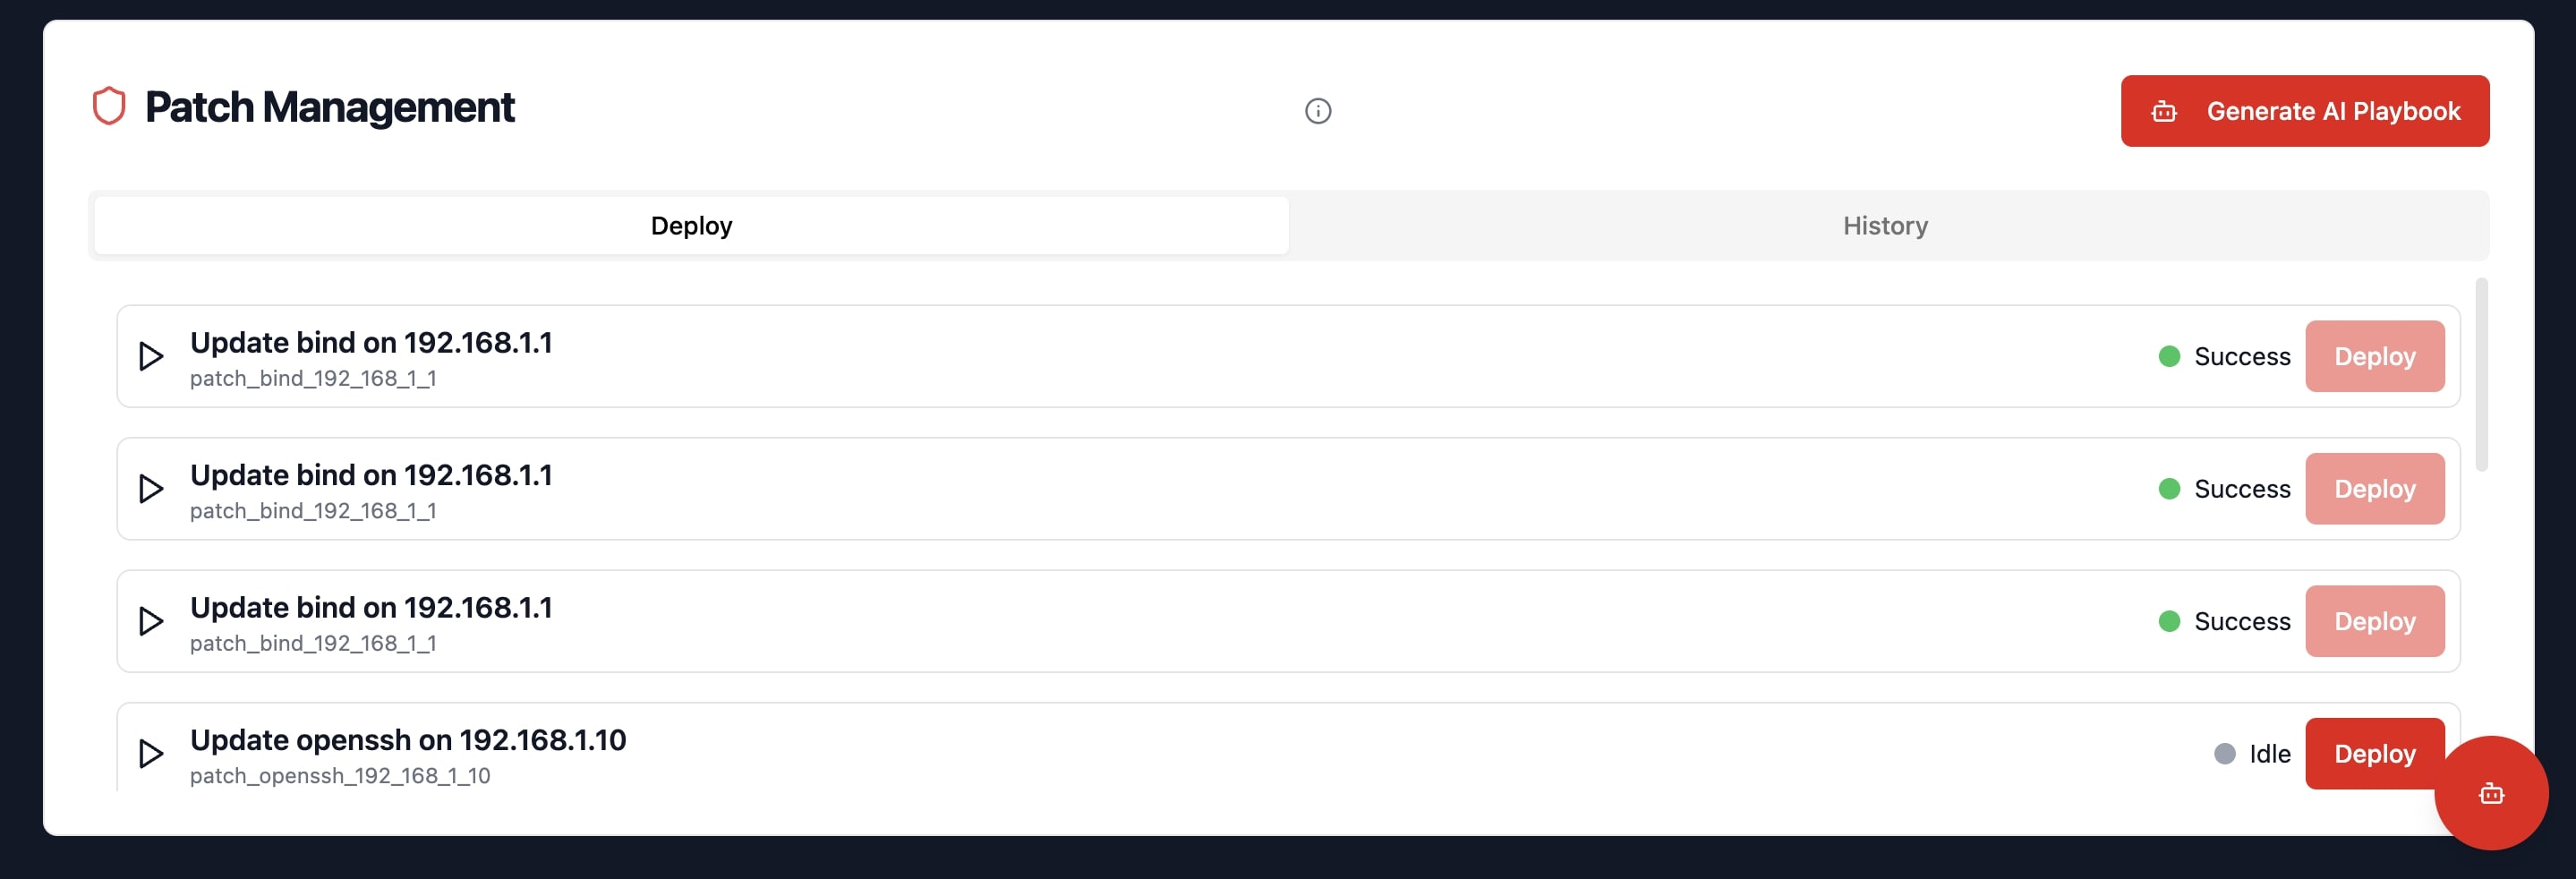 Patch Management
Generate AI Playbook
Deploy
History
Update bind on 192.168.1.1
patch_bind_192_168_1_1
Success
Deploy
Update bind on 192.168.1.1
patch_bind_192_168_1_1
Success
Deploy
Update bind on 192.168.1.1
patch_bind_192_168_1_1
Success
Deploy
Update openssh on 192.168.1.10
patch_openssh_192_168_1_10
Idle
Deploy